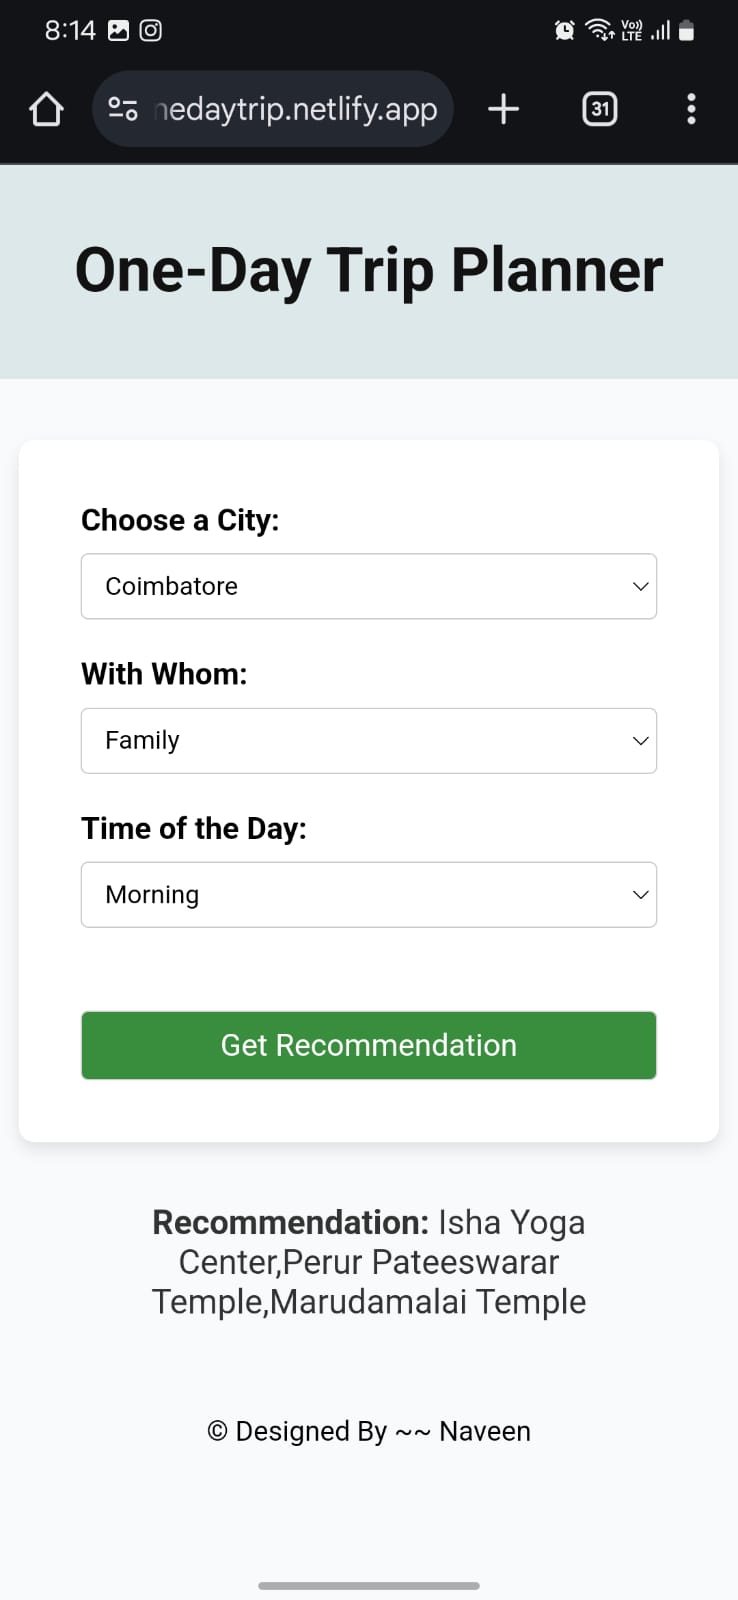 8:14
Vo))
LTE
nedaytrip.netlify.app
31
One-Day Trip Planner
Choose a City:
Coimbatore
With Whom:
Family
Time of the Day:
Morning
Get Recommendation
Recommendation: Isha Yoga
Center,Perur Pateeswarar
Temple,Marudamalai Temple
© Designed By ~~ Naveen